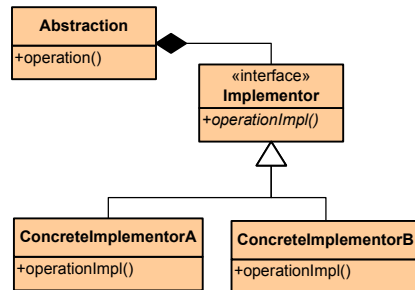 Abstraction
+operation()
«interface»
Implementor
+operationImpl()
ConcreteImplementorA
+operationImpl()
ConcreteImplementorB
+operationImpl()